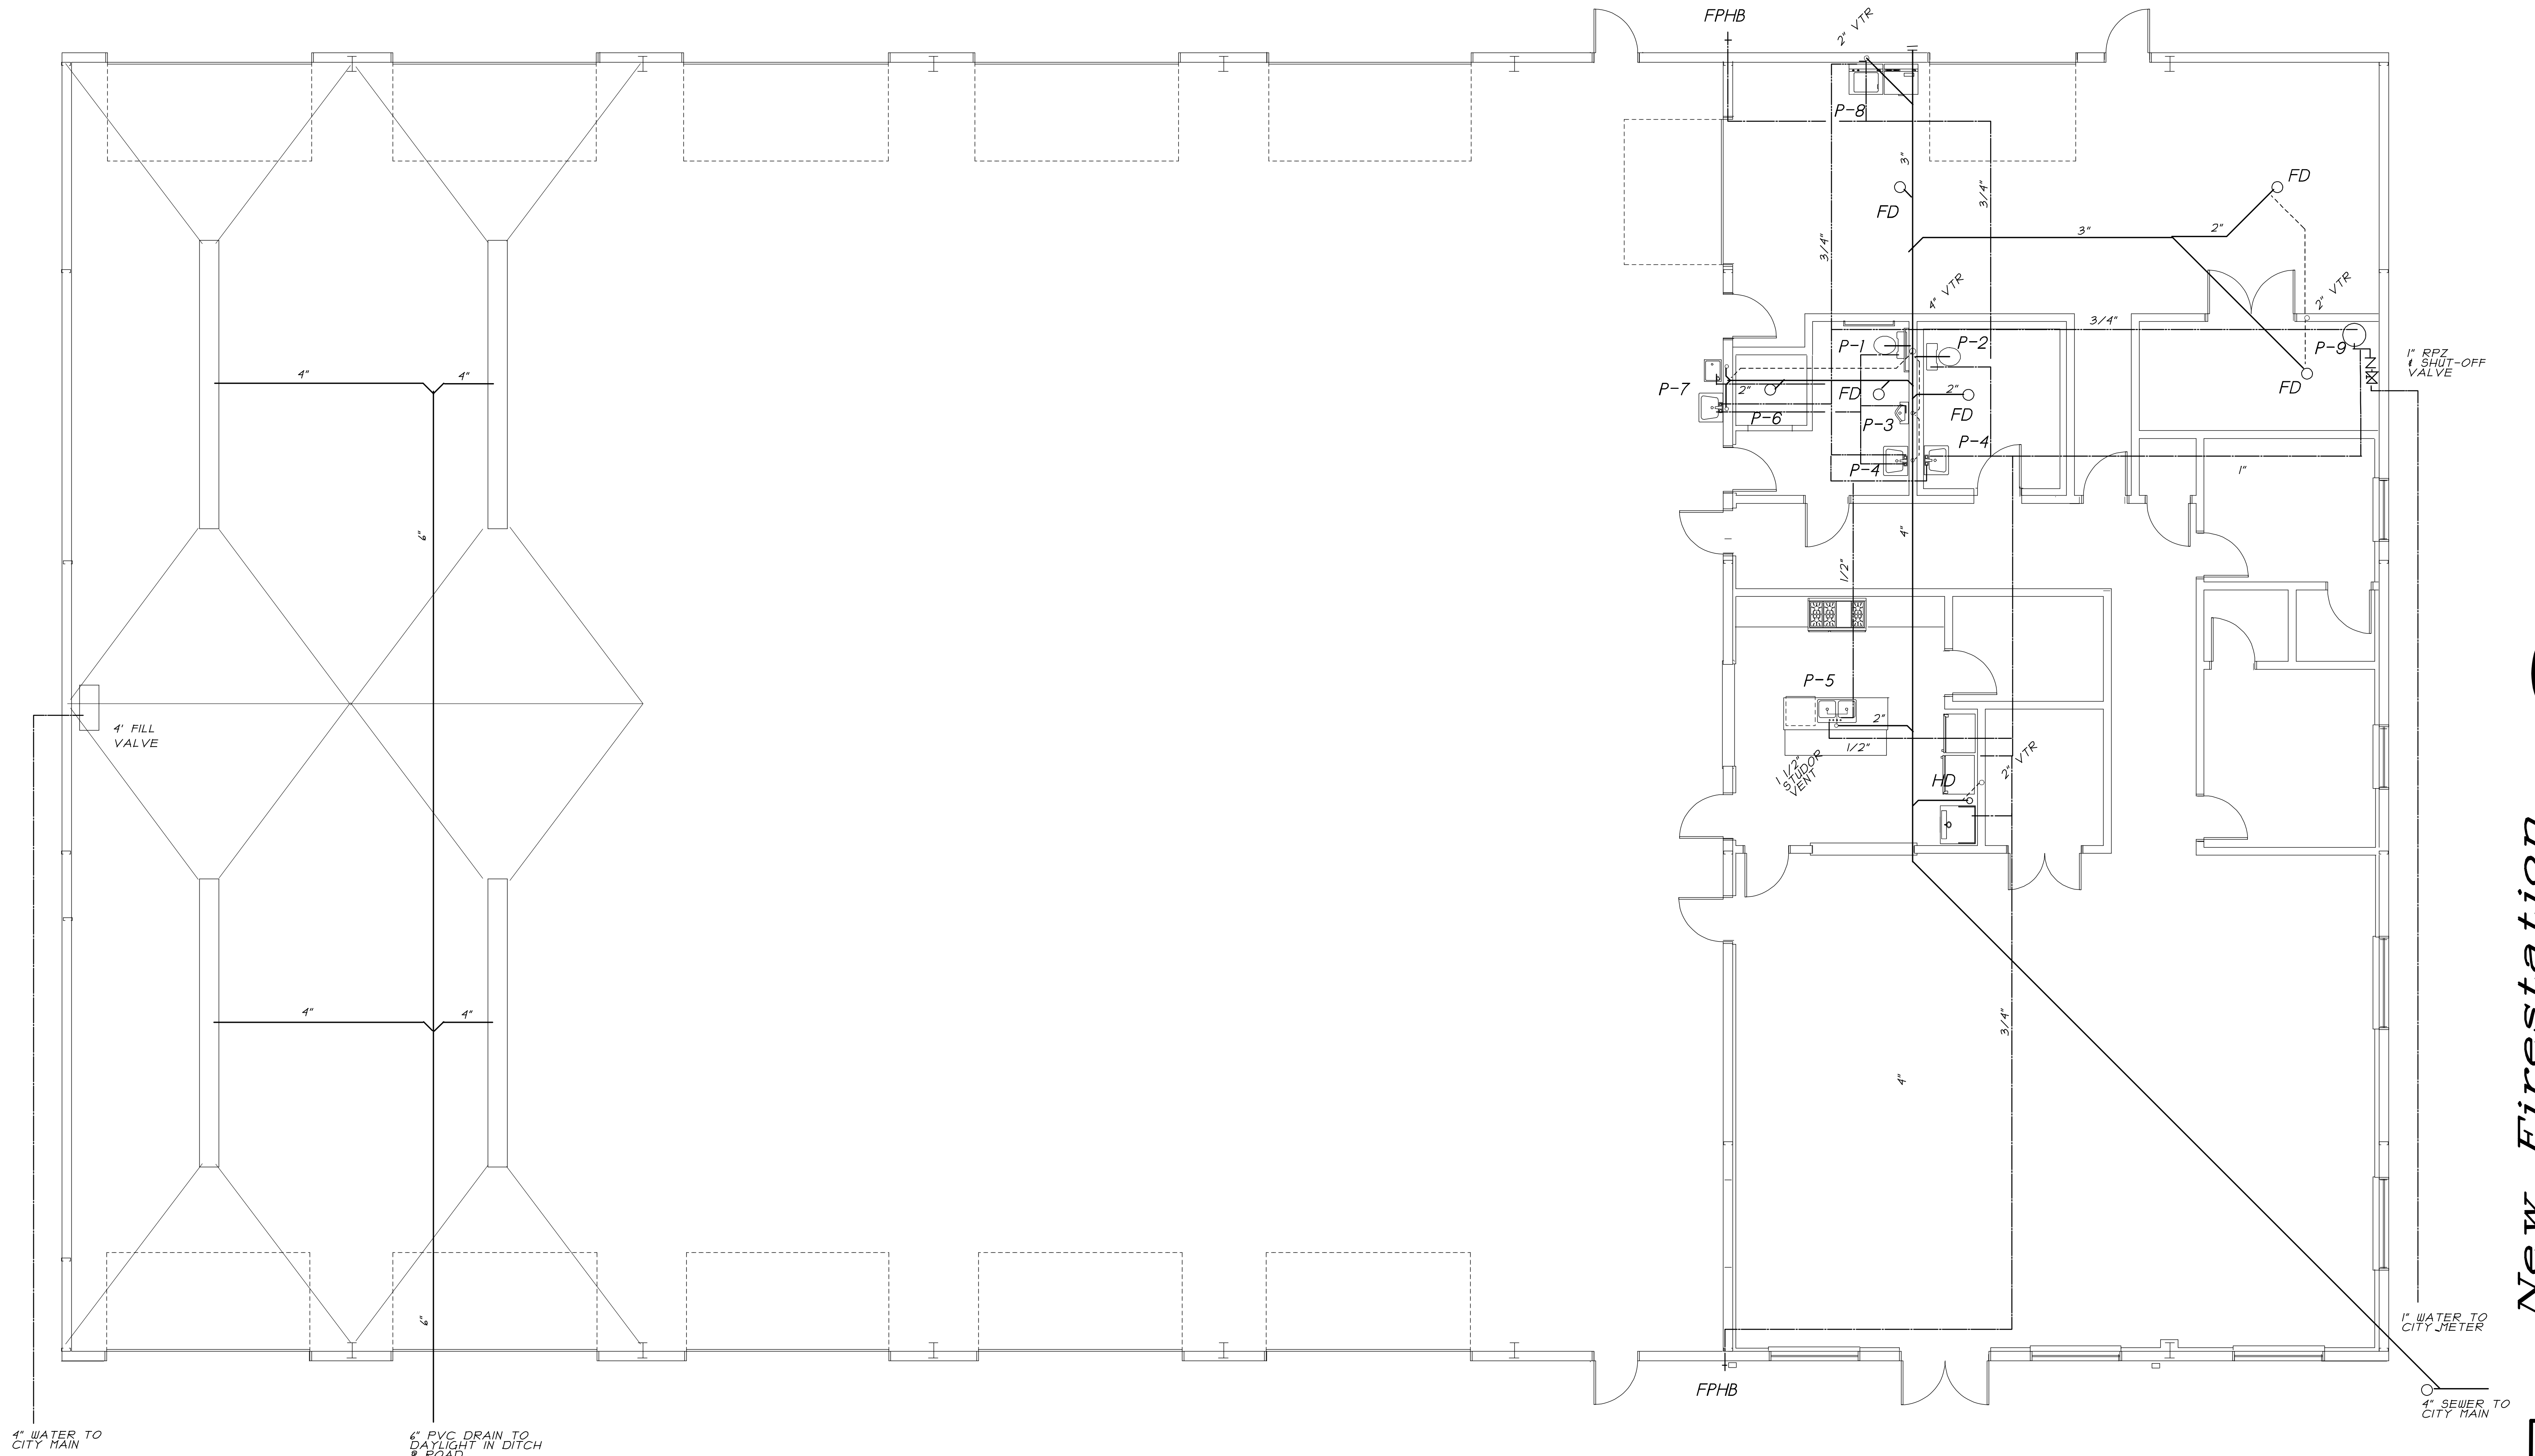 FPHB
2" VTR
P-8
3"
3/4"
FD
FD
3/4"
3"
2"
4" VTR
2" VTR
3/4"
P-1
P-2
P-9
1" RPZ
& SHUT-OFF
VALVE
4"
4"
P-7
2"
FD
2"
FD
FD
P-6
P-3
P-4
P-4
1"
6"
4"
1/2"
P-5
2"
4' FILL
VALVE
1/2"
1 1/2"
STUDOR
VENT
2" VTR
HD
4"
4"
3/4"
4"
6"
New Firestation
1" WATER TO
CITY METER
FPHB
4" SEWER TO
CITY MAIN
4" WATER TO
CITY MAIN
6" PVC DRAIN TO
DAYLIGHT IN DITCH
@ ROAD